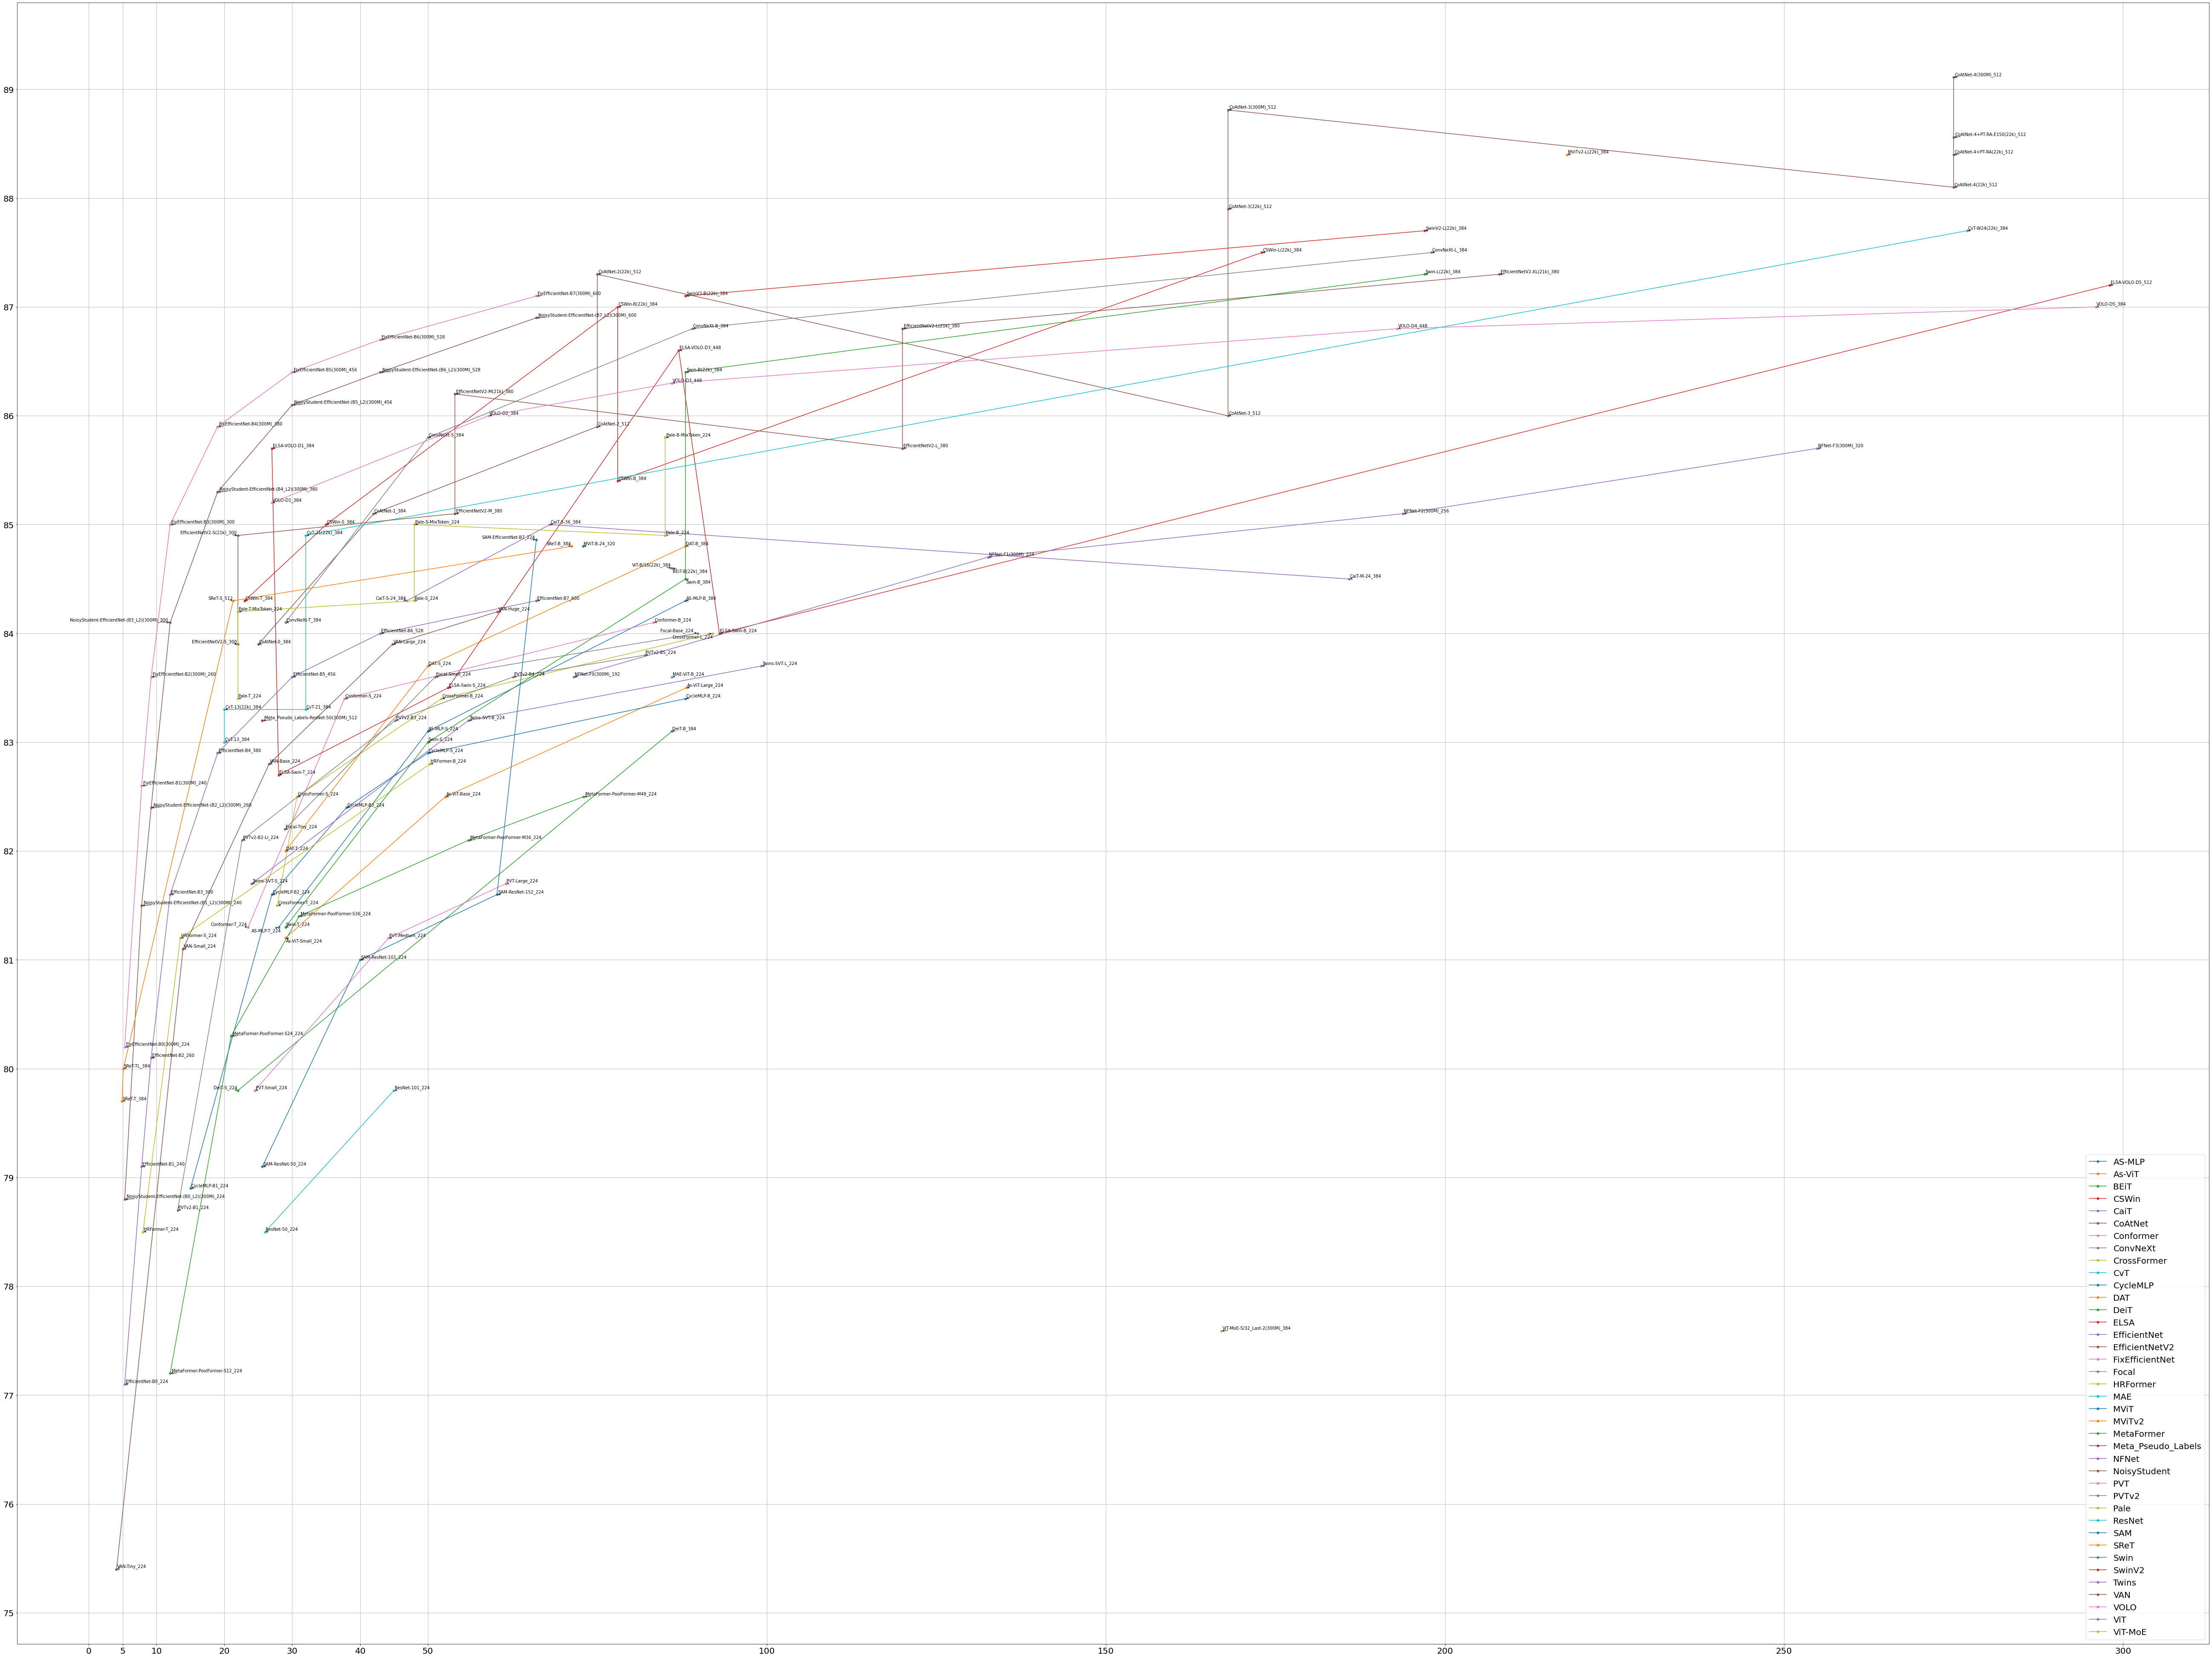 89
88
87
86
85
84
83
82
81
80
79
78
77
76
75
CoAtNet-4(300M)_512
CoAtNet-3(300M)_512
CoAtNet-4+PT-RA-E150(22k)_512
CoAtNet-4+PT-RA(22k)_512
MViTv2-L(22k)_384
CoAtNet-4(22k)_512
CoAtNet-3(22k)_512
SwinV2-L(22k)_384
CvT-W24(22k)_384
CSWin-L(22k)_384
ConvNeXt-L_384
CoAtNet-2(22k)_512
Swin-L(22k)_384
EfficientNetV2-XL(21k)_380
ELSA-VOLO-D5_512
FixEfficientNet-B7(300M)_600
SwinV2-B(22k)_384
CSWin-B(22k)_384
VOLO-D5_384
NoisyStudent-EfficientNet-(B7_L2)(300M)_600
ConvNeXt-B_384
EfficientNetV2-L(21k)_380
VOLO-D4_448
FixEfficientNet-B6(300M)_528
ELSA-VOLO-D3_448
FixEfficientNet-B5(300M)_456
NoisyStudent-EfficientNet-(B6_L2)(300M)_528
Swin-B(22k)_384
VOLO-D3_448
EfficientNetV2-M(21k)_380
NoisyStudent-EfficientNet-(B5_L2)(300M)_456
VOLO-D2_384
CoAtNet-3_512
FixEfficientNet-B4(300M)_380
CoAtNet-2_512
ConvNeXt-S_384
Pale-B-MixToken_224
ELSA-VOLO-D1_384
EfficientNetV2-L_380
NFNet-F3(300M)_320
CSWin-B_384
NoisyStudent-EfficientNet-(B4_L2)(300M)_380
VOLO-D1_384
CoAtNet-1_384
EfficientNetV2-M_380
NFNet-F2(300M)_256
FixEfficientNet-B3(300M)_300
CSWin-S_384
Pale-S-MixToken_224
CaiT-S-36_384
EfficientNetV2-S(21k)_300
CvT-21(22k)_384
SAM-EfficientNet-B7_224
Pale-B_224
SReT-B_384
MViT-B-24_320
DAT-B_384
NFNet-F1(300M)_224
ViT-B/16(22k)_384
BEiT-B(22k)_384
CaiT-M-24_384
Swin-B_384
SReT-S_512
CSWin-T_384
CaiT-S-24_384
Pale-S_224
EfficientNet-B7_600
AS-MLP-B_384
Pale-T-MixToken_224
VAN-Huge_224
NoisyStudent-EfficientNet-(B3_L2)(300M)_300
ConvNeXt-T_384
Conformer-B_224
EfficientNet-B6_528
Focal-Base_224
CrossFormer-L_224
ELSA-Swin-B_224
EfficientNetV2-S_300
CoAtNet-0_384
VAN-Large_224
PVTv2-B5_224
DAT-S_224
Twins-SVT-L_224
FixEfficientNet-B2(300M)_260
EfficientNet-B5_456
Focal-Small_224
PVTv2-B4_224
NFNet-F0(300M)_192
MAE-ViT-B_224
ELSA-Swin-S_224
As-ViT-Large_224
Pale-T_224
Conformer-S_224
CrossFormer-B_224
CycleMLP-B_224
CvT-13(22k)_384
CvT-21_384
Meta_Pseudo_Labels-ResNet-50(300M)_512
PVTv2-B3_224
Twins-SVT-B_224
AS-MLP-S_224
DeiT-B_384
CvT-13_384
Swin-S_224
EfficientNet-B4_380
CycleMLP-S_224
VAN-Base_224
HRFormer-B_224
ELSA-Swin-T_224
FixEfficientNet-B1(300M)_240
CrossFormer-S_224
As-ViT-Base_224
MetaFormer-PoolFormer-M48_224
NoisyStudent-EfficientNet-(B2_L2)(300M)_260
CycleMLP-B3_224
Focal-Tiny_224
PVTv2-B2-Li_224
MetaFormer-PoolFormer-M36_224
DAT-T_224
Twins-SVT-S_224
PVT-Large_224
EfficientNet-B3_300
CycleMLP-B2_224
SAM-ResNet-152_224
NoisyStudent-EfficientNet-(B1_L2)(300M)_240
CrossFormer-T_224
MetaFormer-PoolFormer-S36_224
Conformer-T_224
AS-MLP-T_224
Swin-T_224
HRFormer-S_224
As-ViT-Small_224
PVT-Medium_224
VAN-Small_224
SAM-ResNet-101_224
MetaFormer-PoolFormer-S24_224
FixEfficientNet-B0(300M)_224
EfficientNet-B2_260
SReT-TL_384
DeiT-S_224
PVT-Small_224
ResNet-101_224
SReT-T_384
EfficientNet-B1_240
SAM-ResNet-50_224
CycleMLP-B1_224
NoisyStudent-EfficientNet-(B0_L2)(300M)_224
PVTv2-B1_224
HRFormer-T_224
ResNet-50_224
ViT-MoE-S/32_Last-2(300M)_384
MetaFormer-PoolFormer-S12_224
EfficientNet-B0_224
VAN-Tiny_224
AS-MLP
As-ViT
BEiT
CSWin
CaiT
CoAtNet
Conformer
ConvNeXt
CrossFormer
CvT
CycleMLP
DAT
DeiT
ELSA
EfficientNet
EfficientNetV2
FixEfficientNet
Focal
HRFormer
MAE
MViT
MViTv2
MetaFormer
Meta_Pseudo_Labels
NFNet
NoisyStudent
PVT
PVTv2
Pale
ResNet
SAM
SReT
Swin
SwinV2
Twins
VAN
VOLO
ViT
ViT-MoE
0 5 10 20 30 40 50 100 150 200 250 300